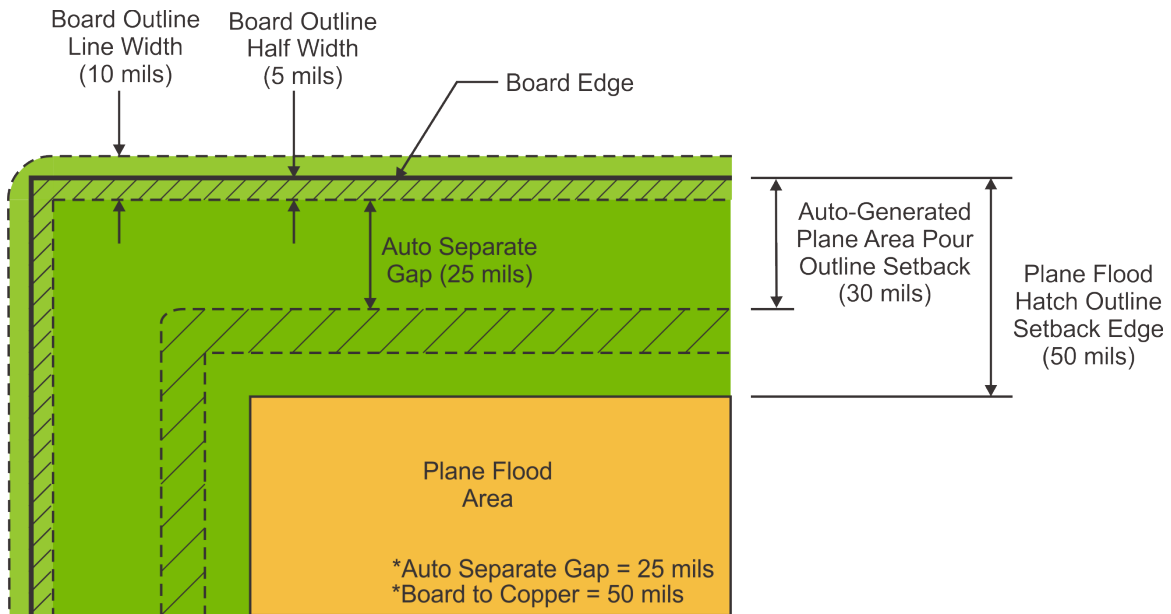 Board Outline
Line Width
(10 mils)
Board Outline
Half Width
(5 mils)
Board Edge
Auto Separate
Gap (25 mils)
Auto-Generated
Plane Area Pour
Outline Setback
(30 mils)
Plane Flood
Hatch Outline
Setback Edge
(50 mils)
Plane Flood
Area
*Auto Separate Gap = 25 mils
*Board to Copper = 50 mils